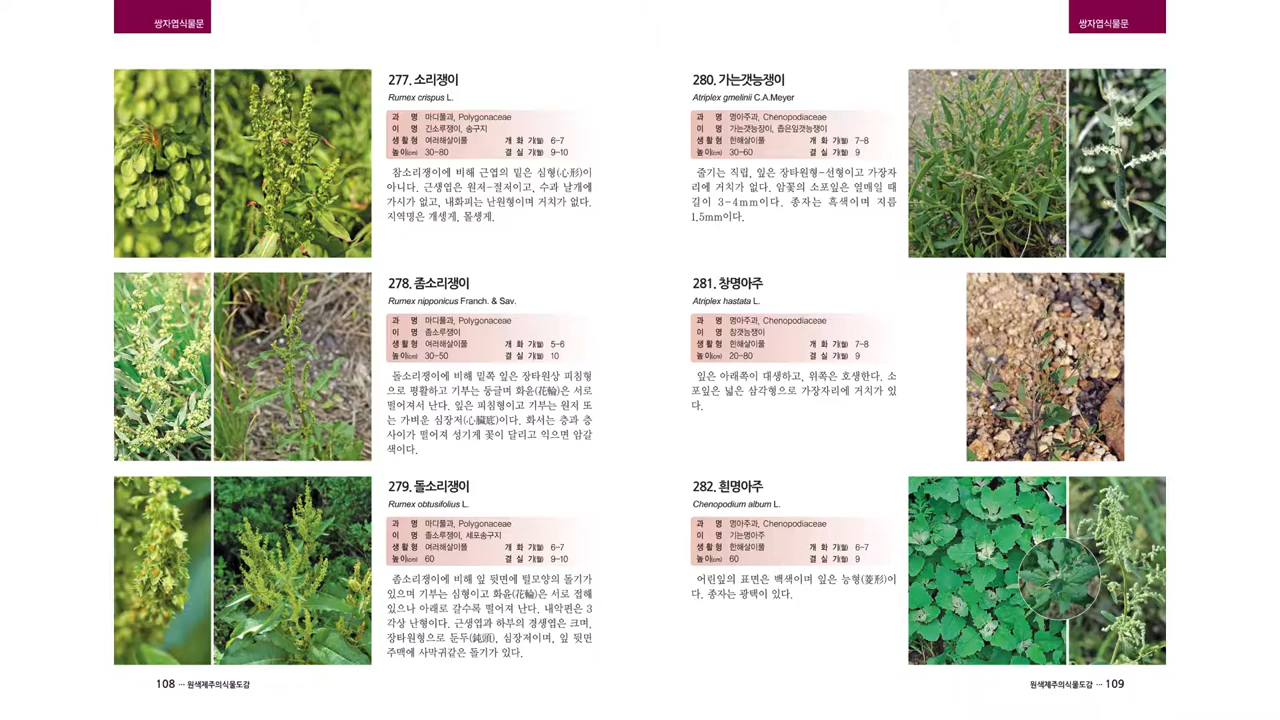 쌍자엽식물문
277. 소리쟁이
Rumex crispus L.
과 명 마디풀과, Polygonaceae
이 명 긴소루쟁이, 송구지
생 활 형 여러해살이풀 개 화 기(월) 6-7
높 이(cm) 30-80 결 실 기(월) 9-10
참소리쟁이에 비해 근엽의 밑은 심형(心形)이
아니다. 근생엽은 원저-절저이고, 수과 날개에
가시가 없고, 내화피는 난원형이며 거치가 없다.
지역명은 개생게, 몰생게.
278. 좀소리쟁이
Rumex nipponicus Franch. & Sav.
과 명 마디풀과, Polygonaceae
이 명 좀소루쟁이
생 활 형 여러해살이풀 개 화 기(월) 5-6
높 이(cm) 30-50 결 실 기(월) 10
돌소리쟁이에 비해 밑쪽 잎은 장타원상 피침형
으로 평활하고 기부는 둥글며 화윤(花輪)은 서로
떨어져서 난다. 잎은 피침형이고 기부는 원저 또
는 가벼운 심장저(心臟底)이다. 화서는 층과 층
사이가 떨어져 성기게 꽃이 달리고 익으면 암갈
색이다.
279. 돌소리쟁이
Rumex obtusifolius L.
과 명 마디풀과, Polygonaceae
이 명 좀소루쟁이, 세포송구지
생 활 형 여러해살이풀 개 화 기(월) 6-7
높 이(cm) 60 결 실 기(월) 9-10
좀소리쟁이에 비해 잎 뒷면에 털모양의 돌기가
있으며 기부는 심형이고 화윤(花輪)은 서로 접해
있으나 아래로 갈수록 떨어져 난다. 내악편은 3
각상 난형이다. 근생엽과 하부의 경생엽은 크며,
장타원형으로 둔두(鈍頭), 심장저이며, 잎 뒷면
주맥에 사막귀같은 돌기가 있다.
108 ··· 원색제주의식물도감
쌍자엽식물문
280. 가는갯능쟁이
Atriplex gmelinii C.A.Meyer
과 명 명아주과, Chenopodiaceae
이 명 가는갯능장이, 좁은잎갯능쟁이
생 활 형 한해살이풀 개 화 기(월) 7-8
높 이(cm) 30-60 결 실 기(월) 9
줄기는 직립, 잎은 장타원형-선형이고 가장자
리에 거치가 없다. 암꽃의 소포잎은 열매일 때
길이 3-4mm이다. 종자는 흑색이며 지름
1.5mm이다.
281. 창명아주
Atriplex hastata L.
과 명 명아주과, Chenopodiaceae
이 명 창갯능쟁이
생 활 형 한해살이풀 개 화 기(월) 7-8
높 이(cm) 20-80 결 실 기(월) 9
잎은 아래쪽이 대생하고, 위쪽은 호생한다. 소
포잎은 넓은 삼각형으로 가장자리에 거치가 있
다.
282. 흰명아주
Chenopodium album L.
과 명 명아주과, Chenopodiaceae
이 명 기는명아주
생 활 형 한해살이풀 개 화 기(월) 6-7
높 이(cm) 60 결 실 기(월) 9
어린잎의 표면은 백색이며 잎은 능형(菱形)이
다. 종자는 광택이 있다.
원색제주의식물도감 ··· 109